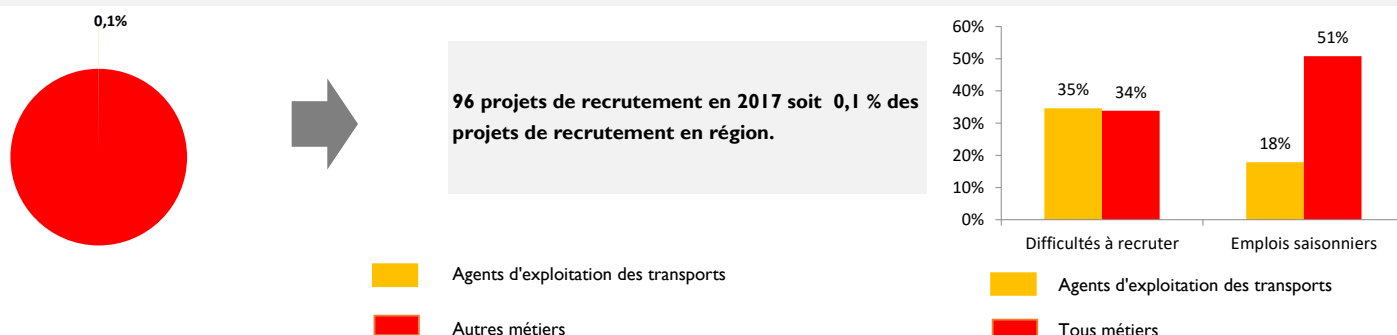 0,1%
96 projets de recrutement en 2017 soit 0,1 % des
projets de recrutement en région.
Agents d'exploitation des transports
Autres métiers
60%
50%
40%
30%
20%
10%
0%
35%
34%
18%
51%
Difficultés à recruter
Emplois saisonniers
Agents d'exploitation des transports
Tous métiers